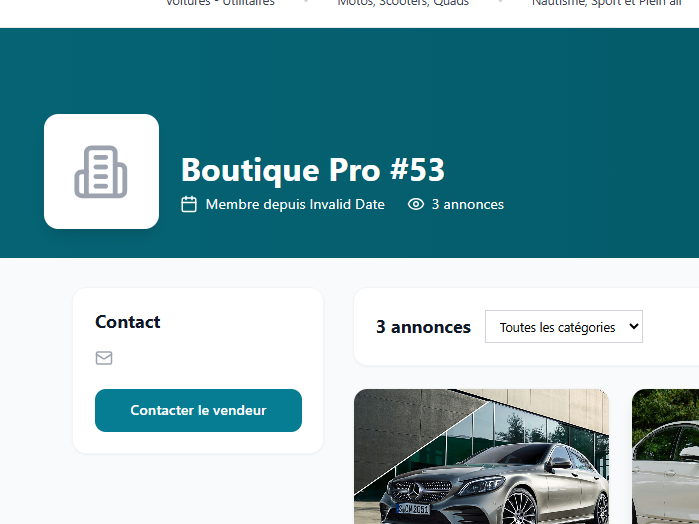 Voitures - Utilitaires • Motos, Scooters, Quads • Nautisme, Sport et Plein air
Boutique Pro #53
Membre depuis Invalid Date 3 annonces
Contact
Contacter le vendeur
3 annonces Toutes les catégories